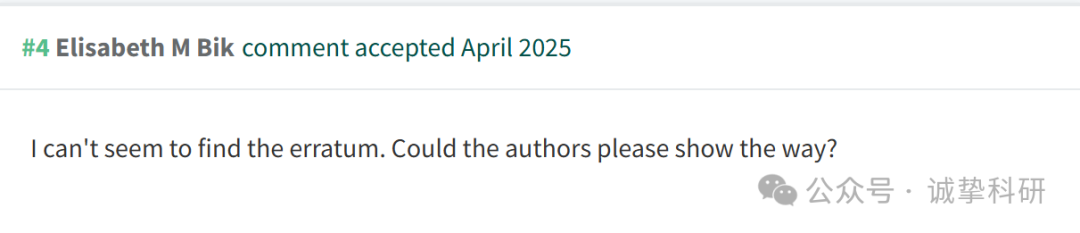 #4 Elisabeth M Bik comment accepted April 2025
I can't seem to find the erratum. Could the authors please show the way?
公众号 · 诚挚科研